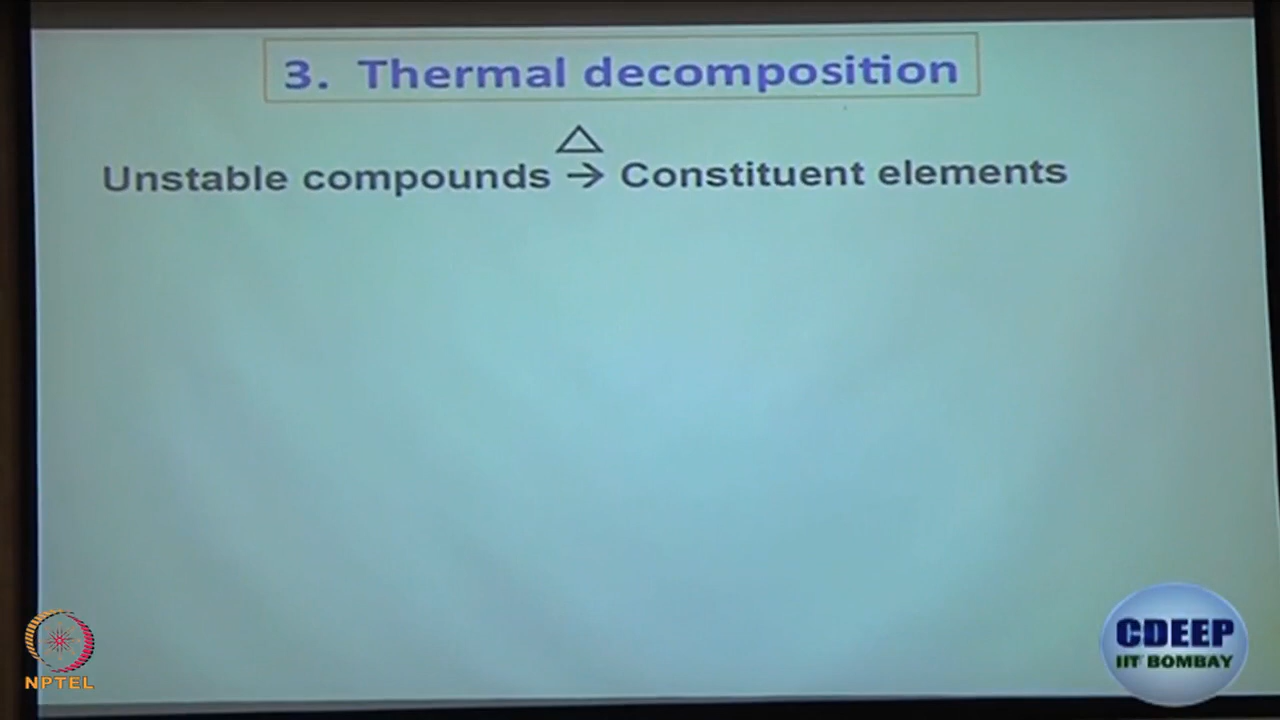 3. Thermal decomposition
△
Unstable compounds → Constituent elements
NPTEL
CDEEP
IIT BOMBAY